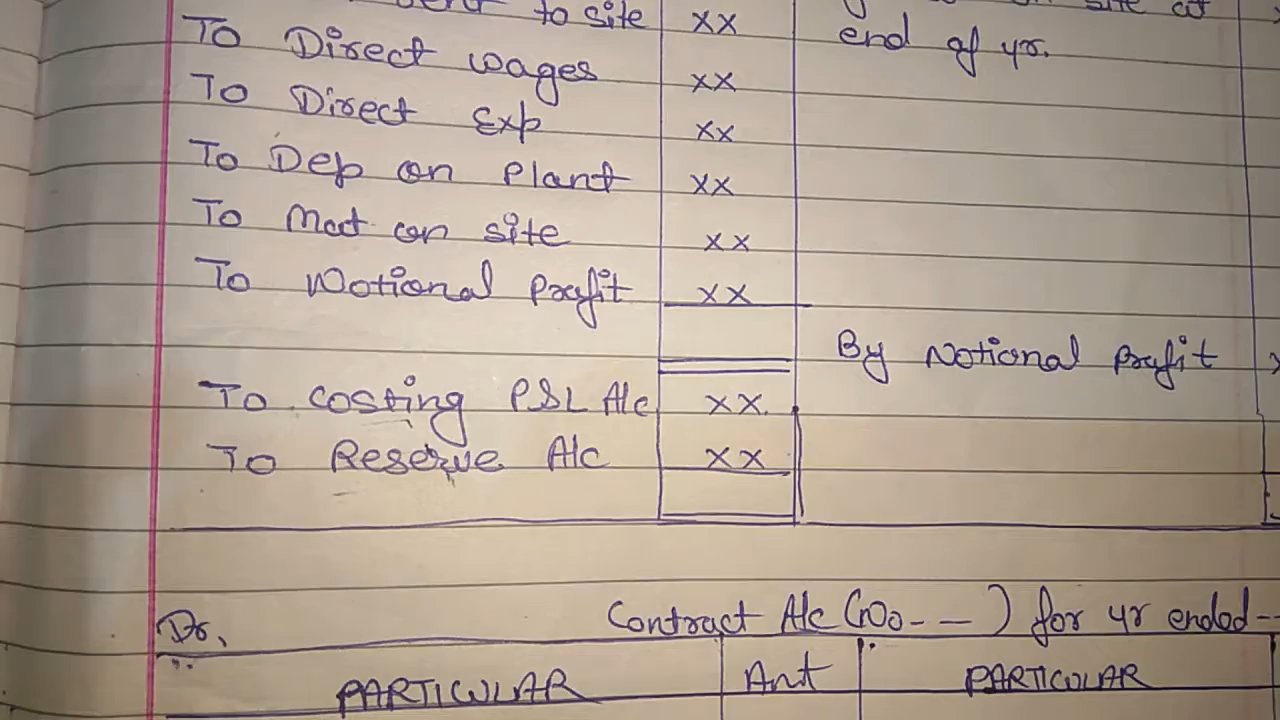 to site xx
To Direct wages xx end of yr.
To Direct Exp xx
To Dep on Plant xx
To Mat on site xx
To Notional Profit xx
By Notional Profit
To Costing P&L A/c xx
To Reserve A/c xx
Dr. Contract A/c (no - - ) for yr ended --
PARTICULAR Amt PARTICULAR